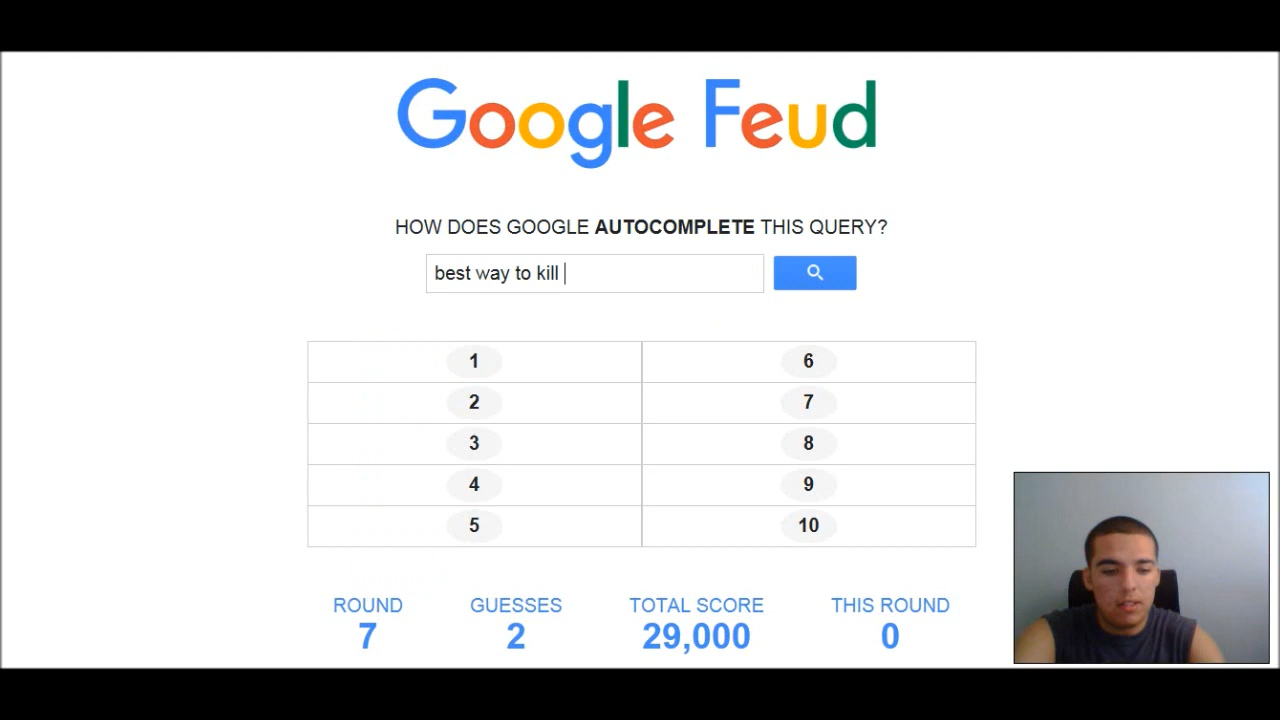 Google Feud
HOW DOES GOOGLE AUTOCOMPLETE THIS QUERY?
best way to kill
1 6
2 7
3 8
4 9
5 10
ROUND GUESSES TOTAL SCORE THIS ROUND
7 2 29,000 0